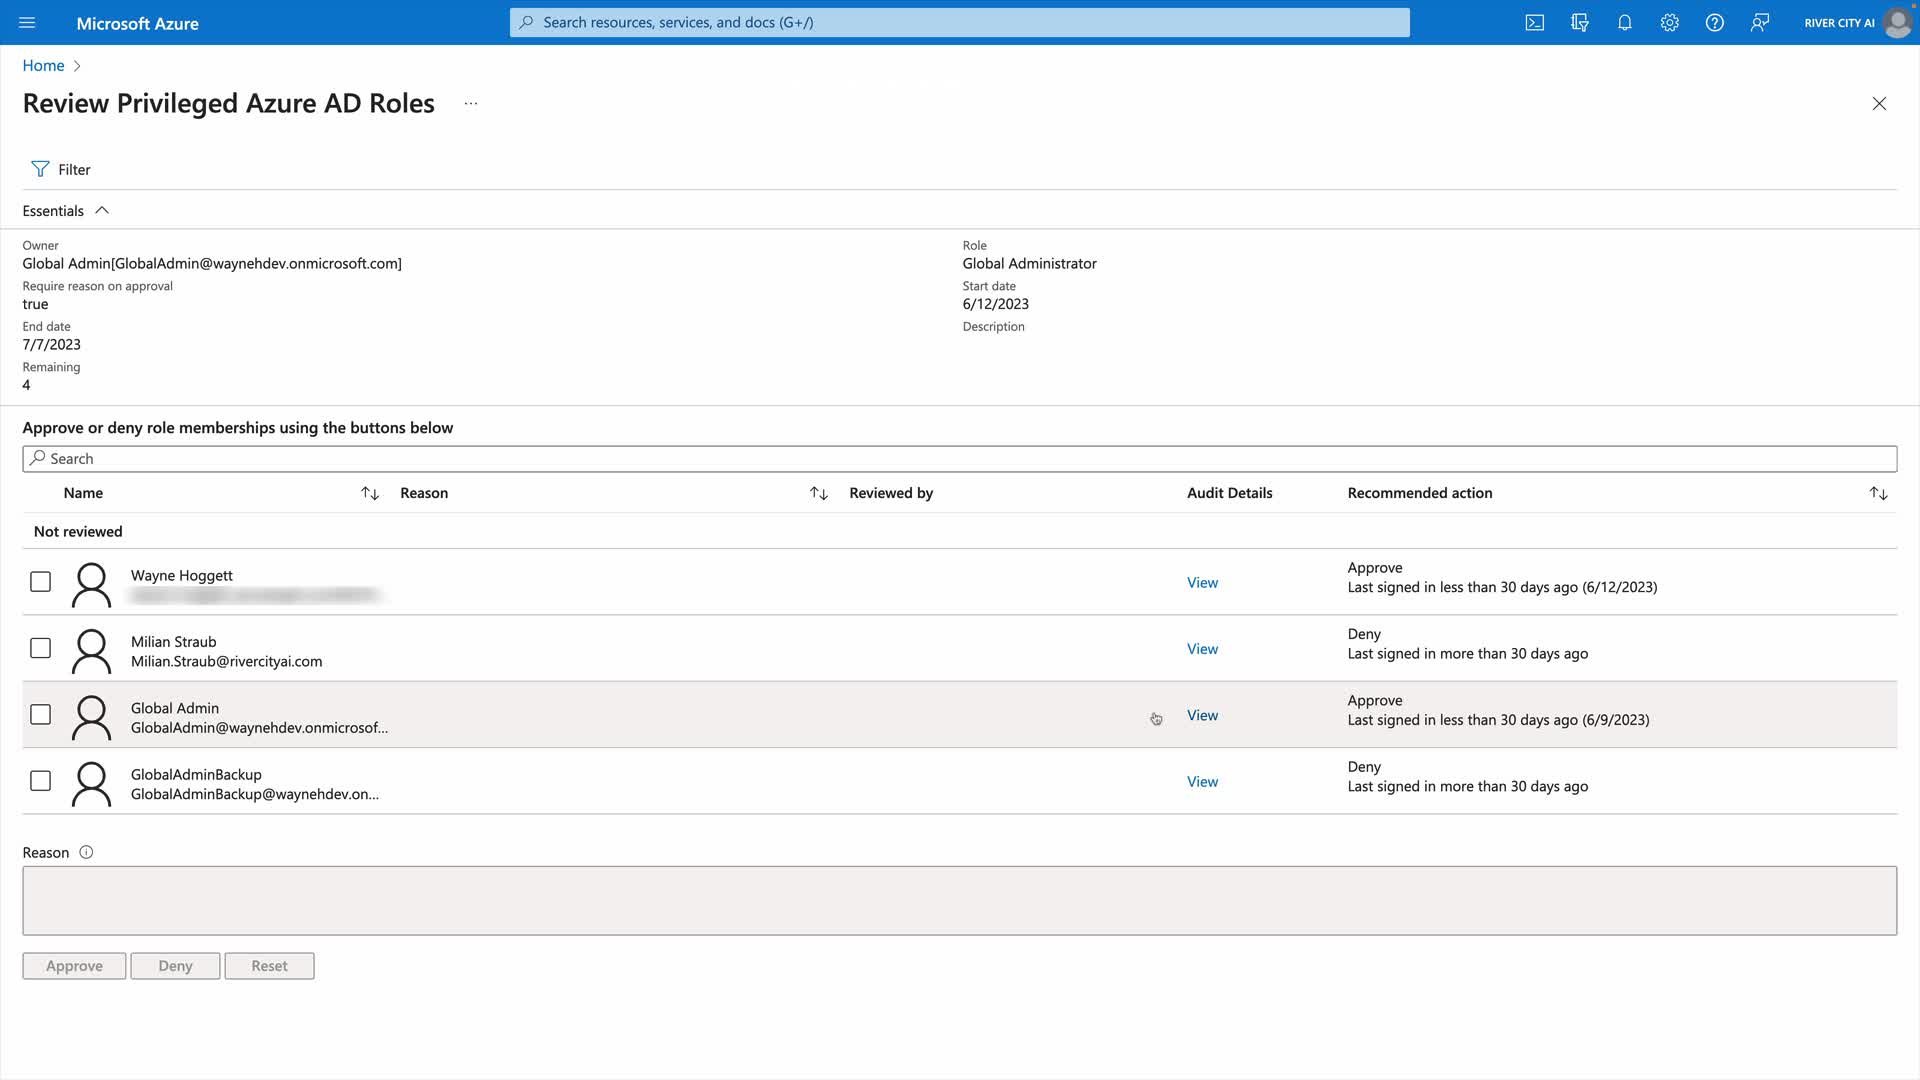 Microsoft Azure
Search resources, services, and docs (G+/)
RIVER CITY AI
Home
Review Privileged Azure AD Roles
Filter
Essentials
Owner
Global Admin[GlobalAdmin@waynehdev.onmicrosoft.com]
Require reason on approval
true
End date
7/7/2023
Remaining
4
Role
Global Administrator
Start date
6/12/2023
Description
Approve or deny role memberships using the buttons below
Search
Name Reason Reviewed by Audit Details Recommended action
Not reviewed
Wayne Hoggett
View
Approve
Last signed in less than 30 days ago (6/12/2023)
Milian Straub
Milian.Straub@rivercityai.com
View
Deny
Last signed in more than 30 days ago
Global Admin
GlobalAdmin@waynehdev.onmicrosof...
View
Approve
Last signed in less than 30 days ago (6/9/2023)
GlobalAdminBackup
GlobalAdminBackup@waynehdev.on...
View
Deny
Last signed in more than 30 days ago
Reason
Approve Deny Reset